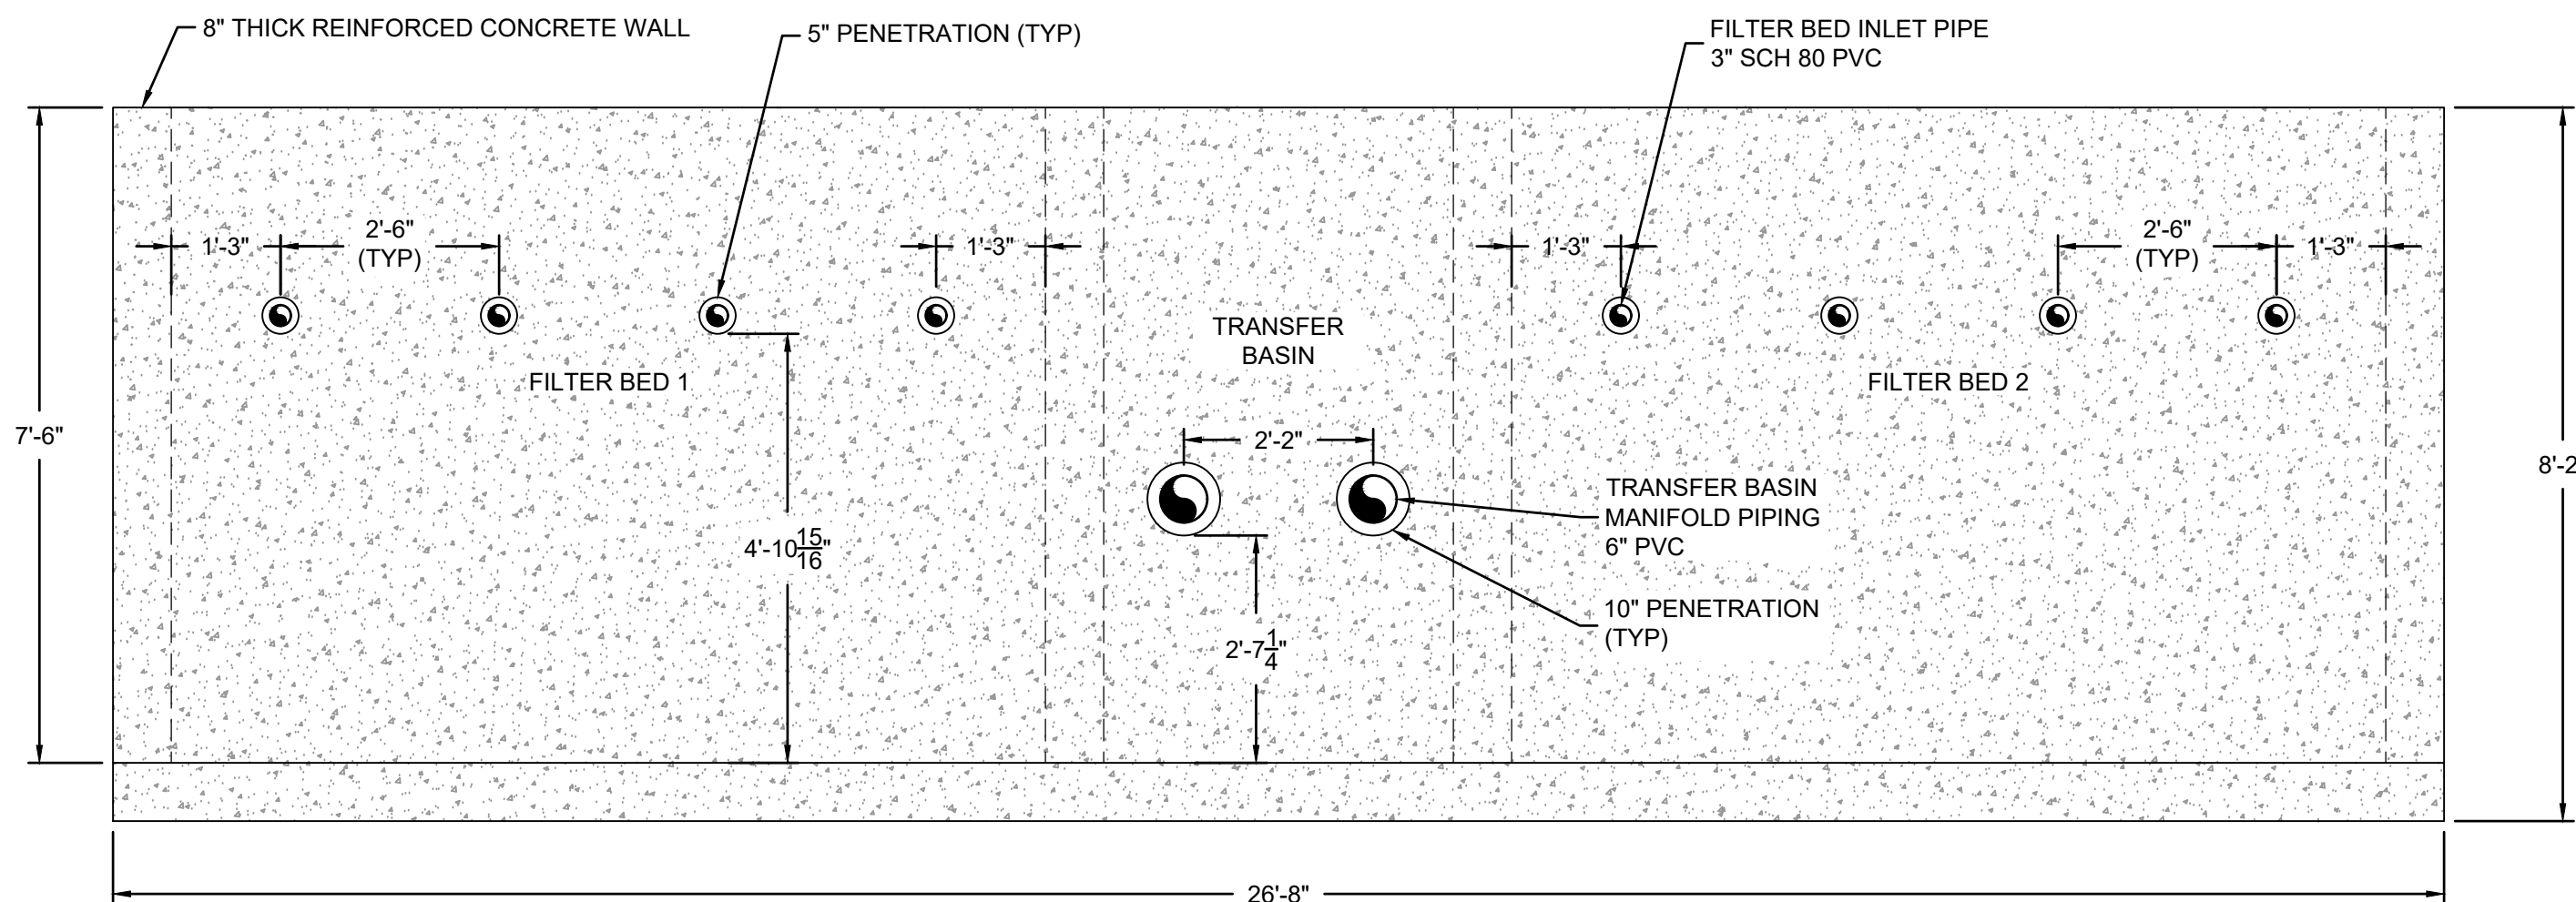 8" THICK REINFORCED CONCRETE WALL
5" PENETRATION (TYP)
FILTER BED INLET PIPE
3" SCH 80 PVC
1'-3"
2'-6"
(TYP)
1'-3"
1'-3"
2'-6"
(TYP)
1'-3"
TRANSFER
BASIN
FILTER BED 1
FILTER BED 2
7'-6"
2'-2"
8'-2
TRANSFER BASIN
MANIFOLD PIPING
6" PVC
4'-10 15/16"
10" PENETRATION
(TYP)
2'-7 1/4"
26'-8"